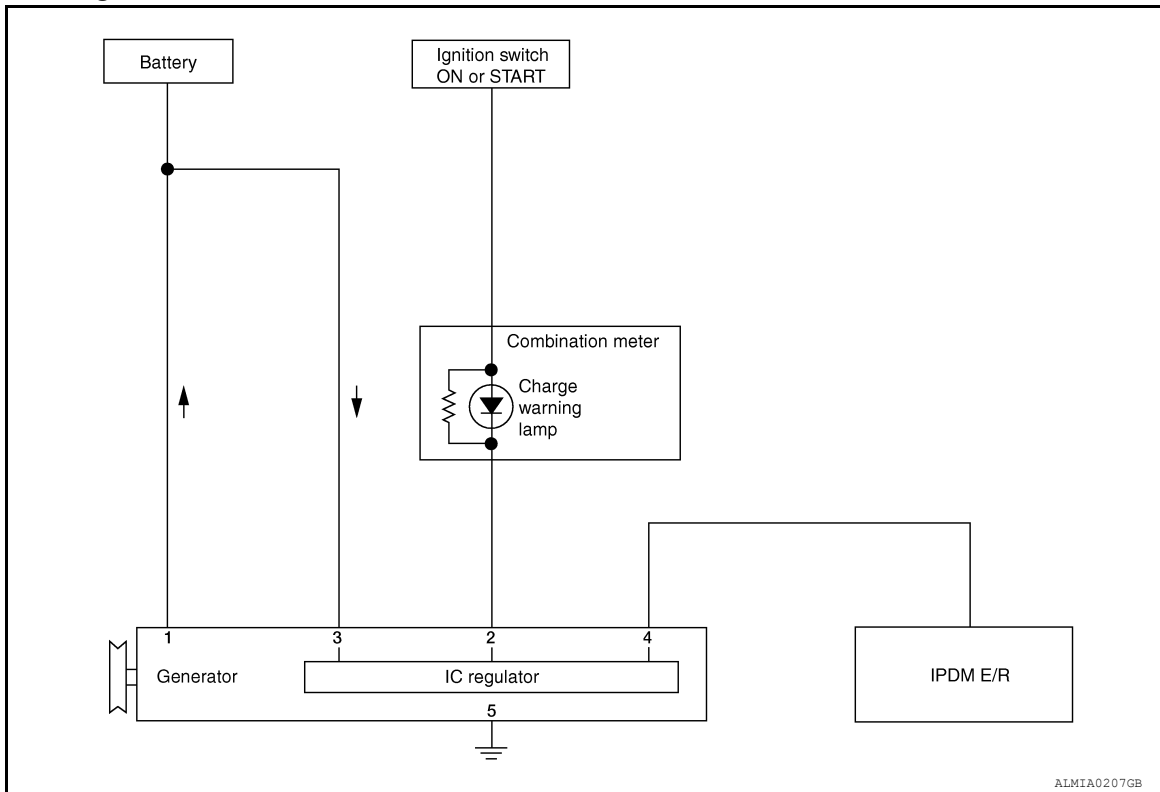 Battery
Ignition switch
ON or START
Combination meter
Charge
warning
lamp
1
3
2
4
Generator
IC regulator
5
IPDM E/R
ALMIA0207GB